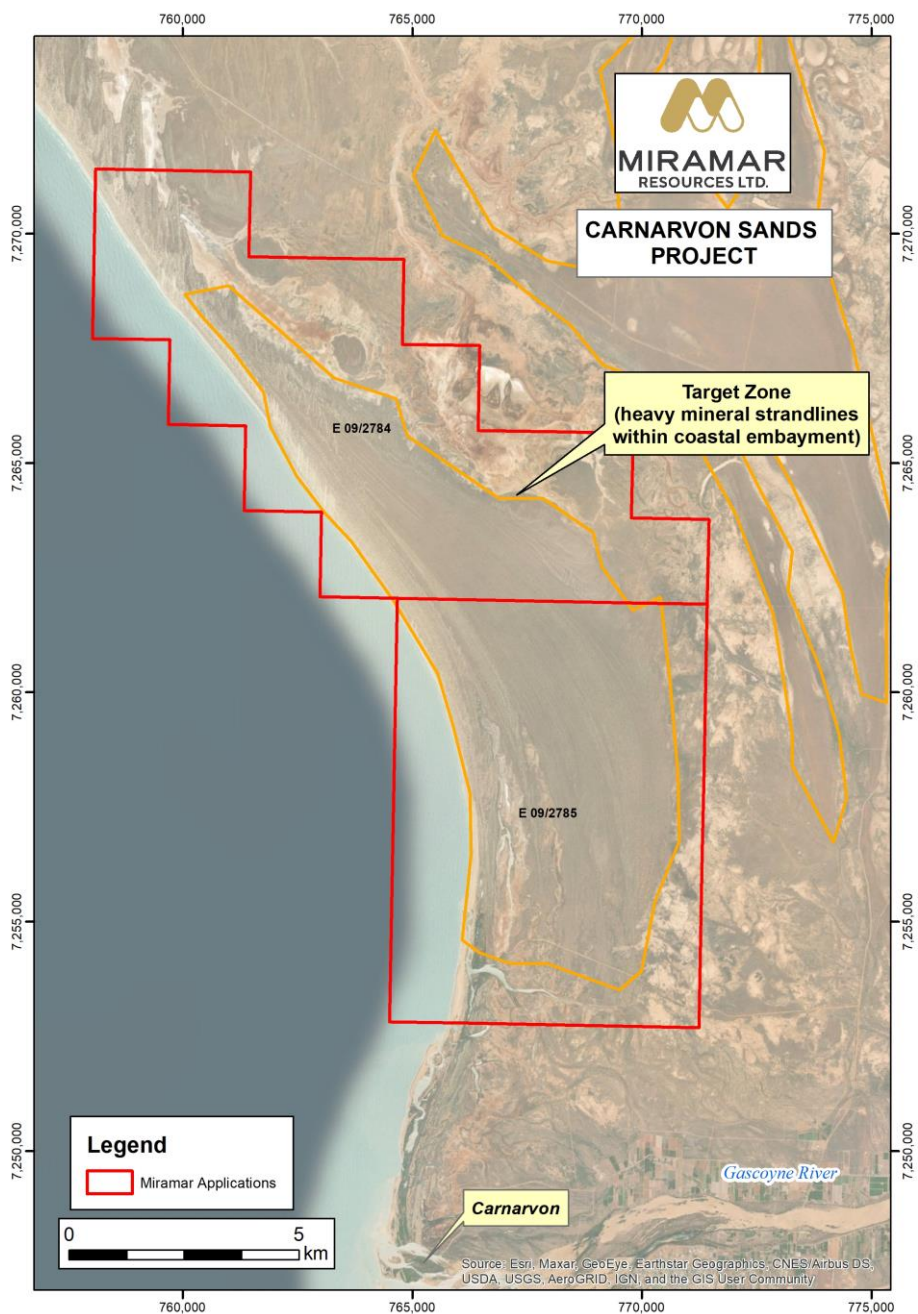 760,000
765,000
770,000
775,000
MIRAMAR
RESOURCES LTD.
CARNARVON SANDS
PROJECT
7,270,000
7,270,000
Target Zone
(heavy mineral strandlines
within coastal embayment)
E 09/2784
7,265,000
7,265,000
7,260,000
7,260,000
E 09/2785
7,255,000
7,255,000
Legend
Miramar Applications
7,250,000
7,250,000
Gascoyne River
Carnarvon
0
5
km
Source: Esri, Maxar, GeoEye, Earthstar Geographics, CNES/Airbus DS,
USDA, USGS, AeroGRID, IGN, and the GIS User Community
760,000
765,000
770,000
775,000